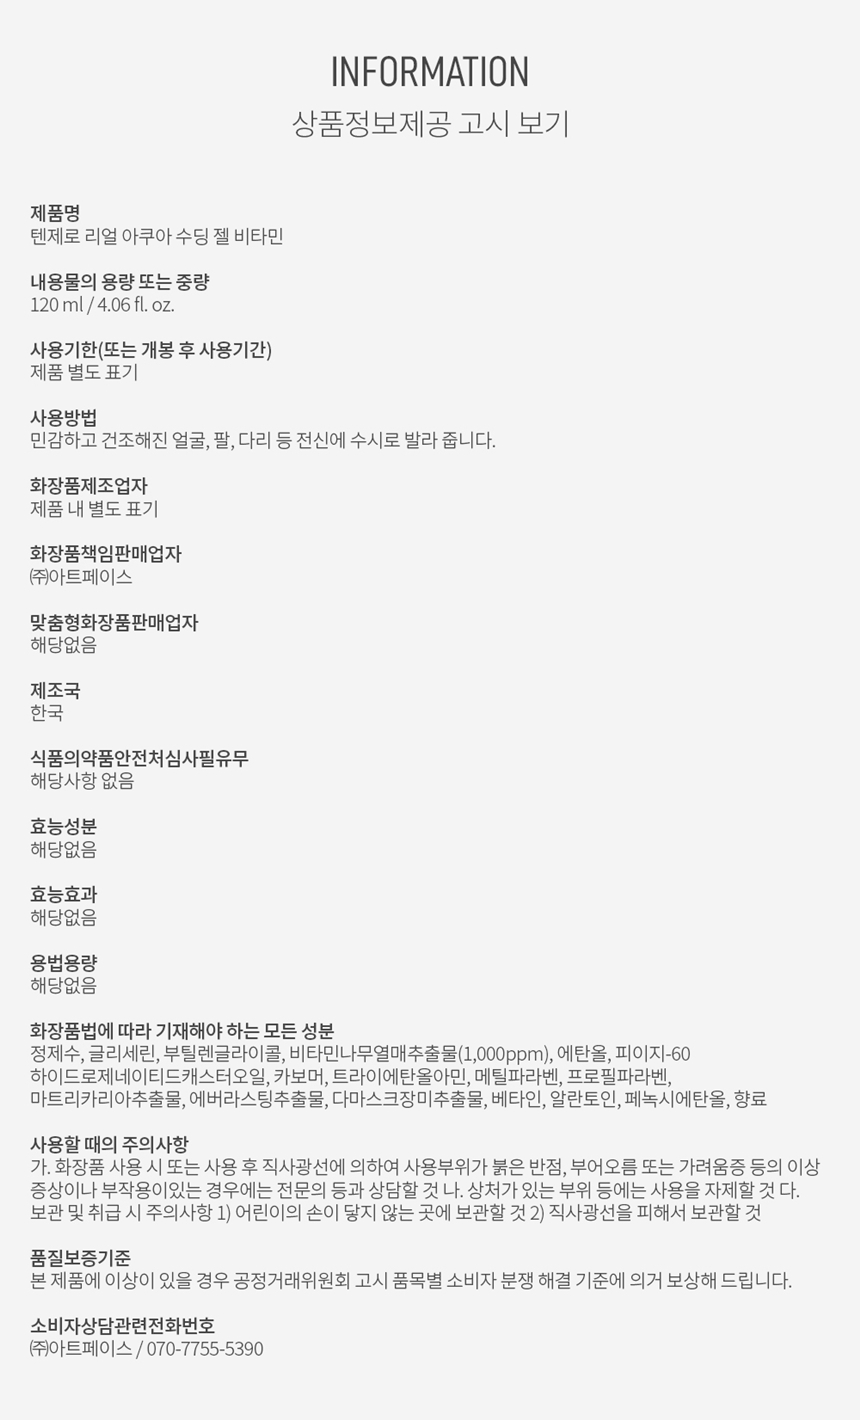 INFORMATION
상품정보제공 고시 보기
제품명
텐제로 리얼 아쿠아 수딩 젤 비타민
내용물의 용량 또는 중량
120 ml / 4.06 fl. oz.
사용기한(또는 개봉 후 사용기간)
제품 별도 표기
사용방법
민감하고 건조해진 얼굴, 팔, 다리 등 전신에 수시로 발라 줍니다.
화장품제조업자
제품 내 별도 표기
화장품책임판매업자
㈜아트페이스
맞춤형화장품판매업자
해당없음
제조국
한국
식품의약품안전처심사필유무
해당사항 없음
효능성분
해당없음
효능효과
해당없음
용법용량
해당없음
화장품법에 따라 기재해야 하는 모든 성분
정제수, 글리세린, 부틸렌글라이콜, 비타민나무열매추출물(1,000ppm), 에탄올, 피이지-60
하이드로제네이티드캐스터오일, 카보머, 트라이에탄올아민, 메틸파라벤, 프로필파라벤,
마트리카리아추출물, 에버라스팅추출물, 다마스크장미추출물, 베타인, 알란토인, 페녹시에탄올, 향료
사용할 때의 주의사항
가. 화장품 사용 시 또는 사용 후 직사광선에 의하여 사용부위가 붉은 반점, 부어오름 또는 가려움증 등의 이상
증상이나 부작용이있는 경우에는 전문의 등과 상담할 것 나. 상처가 있는 부위 등에는 사용을 자제할 것 다.
보관 및 취급 시 주의사항 1) 어린이의 손이 닿지 않는 곳에 보관할 것 2) 직사광선을 피해서 보관할 것
품질보증기준
본 제품에 이상이 있을 경우 공정거래위원회 고시 품목별 소비자 분쟁 해결 기준에 의거 보상해 드립니다.
소비자상담관련전화번호
㈜아트페이스 / 070-7755-5390